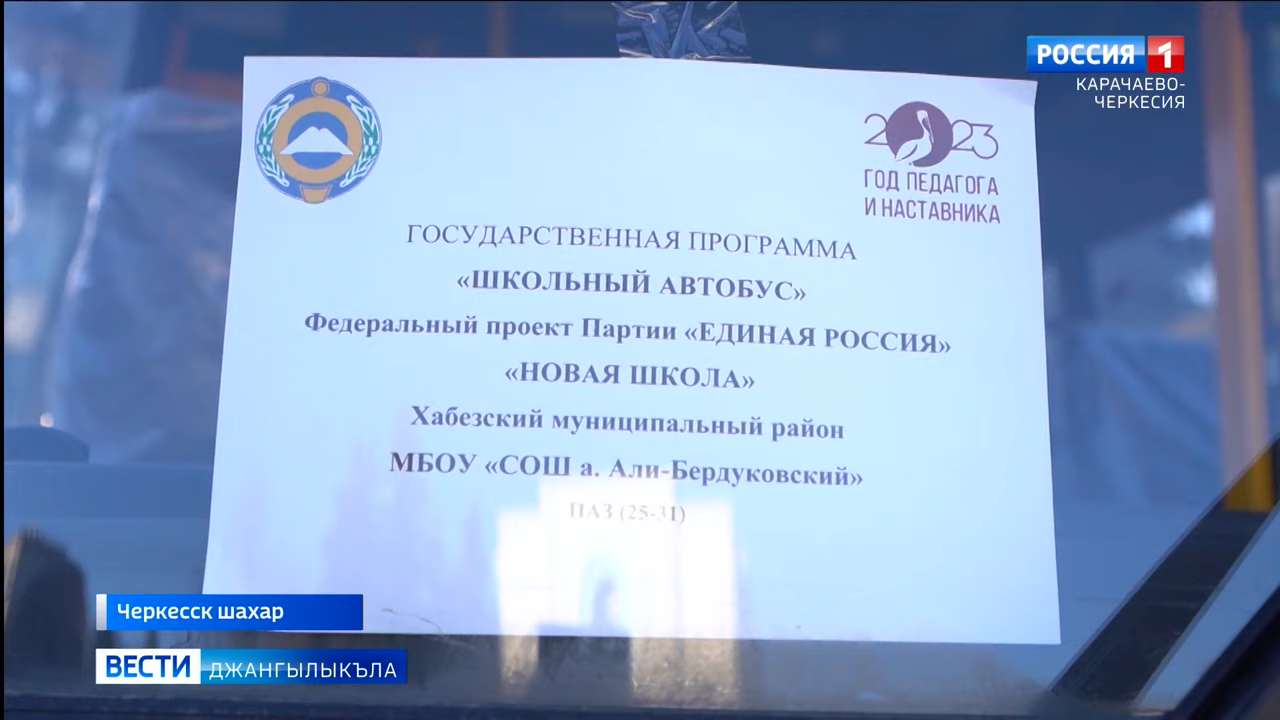 РОССИЯ 1
КАРАЧАЕВО-
ЧЕРКЕСИЯ
2023
ГОД ПЕДАГОГА
И НАСТАВНИКА
ГОСУДАРСТВЕННАЯ ПРОГРАММА
«ШКОЛЬНЫЙ АВТОБУС»
Федеральный проект Партии «ЕДИНАЯ РОССИЯ»
«НОВАЯ ШКОЛА»
Хабезский муниципальный район
МБОУ «СОШ а. Али-Бердуковский»
ПАЗ (25-31)
Черкесск шахар
ВЕСТИ ДЖАНГЫЛЫКЪЛА